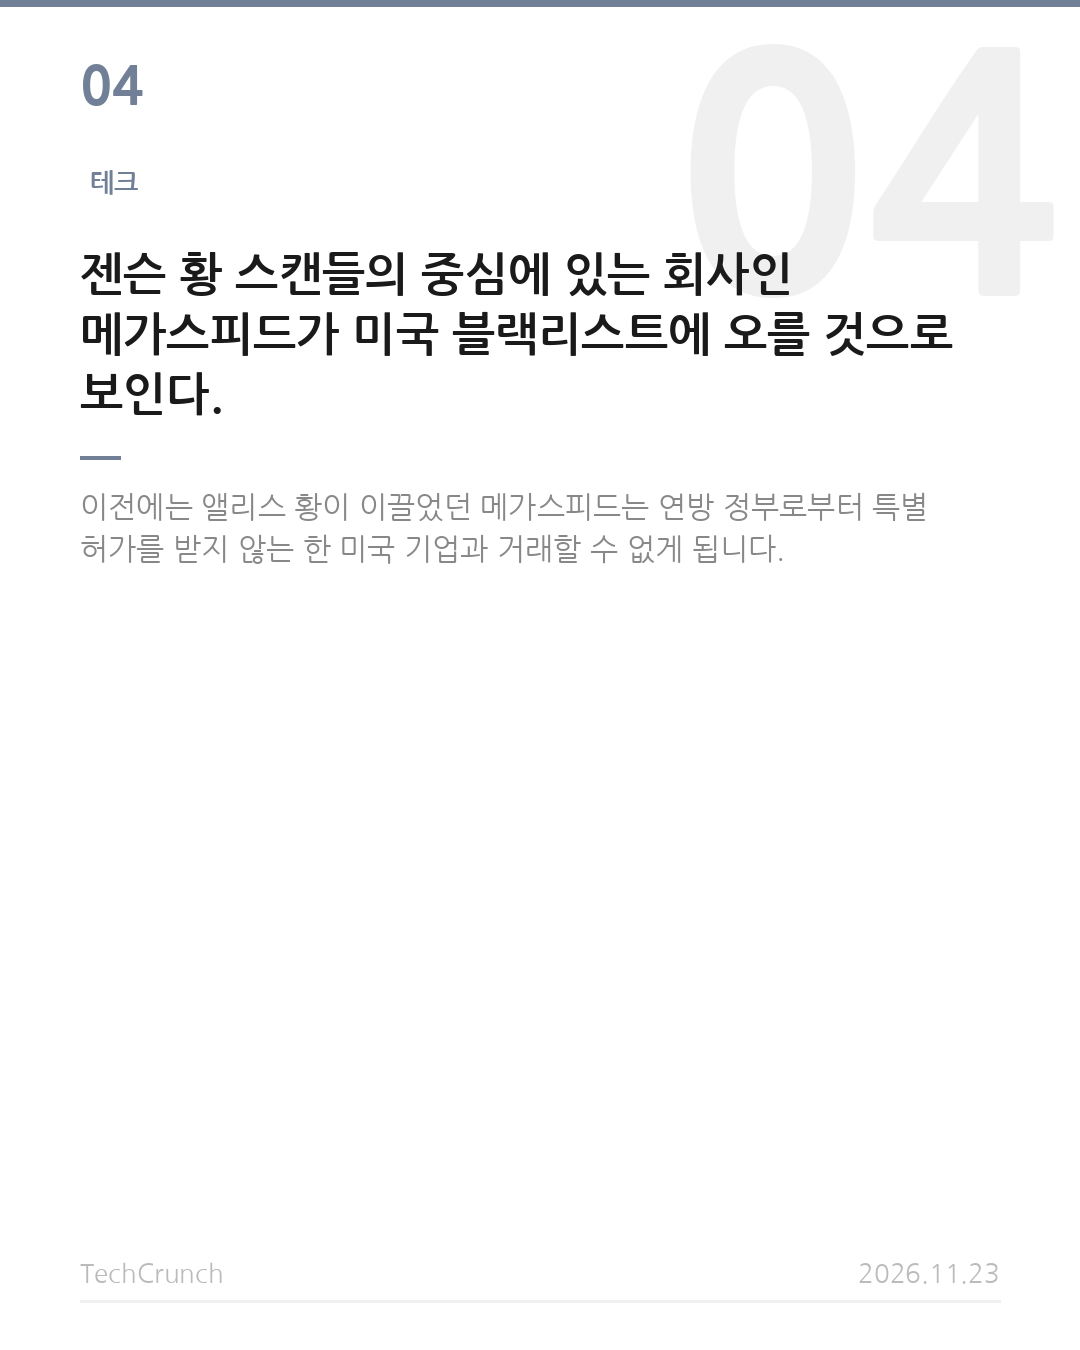 04
04
테크
젠슨 황 스캔들의 중심에 있는 회사인
메가스피드가 미국 블랙리스트에 오를 것으로
보인다.
이전에는 앨리스 황이 이끌었던 메가스피드는 연방 정부로부터 특별
허가를 받지 않는 한 미국 기업과 거래할 수 없게 됩니다.
TechCrunch
2026.11.23